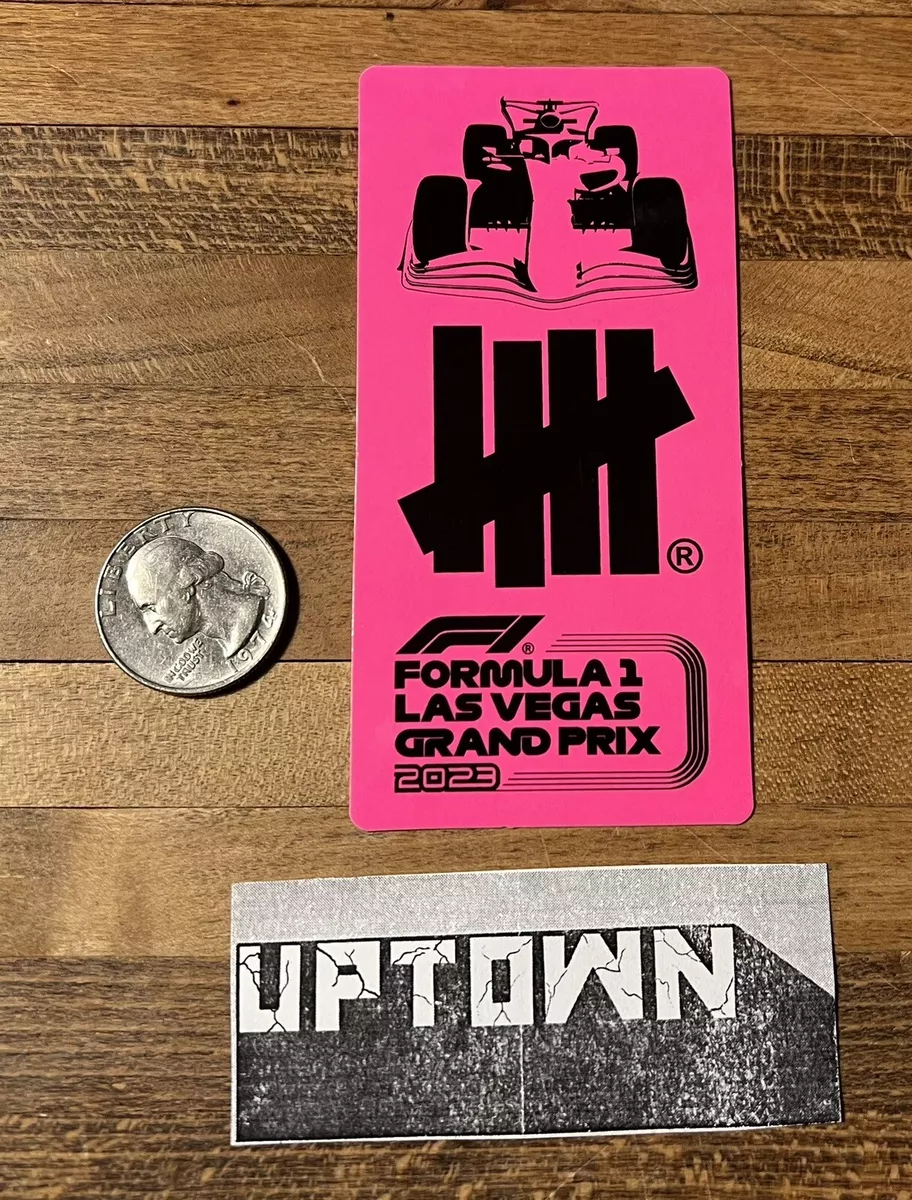 ®
F1®
FORMULA 1
LAS VEGAS
GRAND PRIX
2023
LIBERTY
IN GOD WE
TRUST
1974
UPTOWN